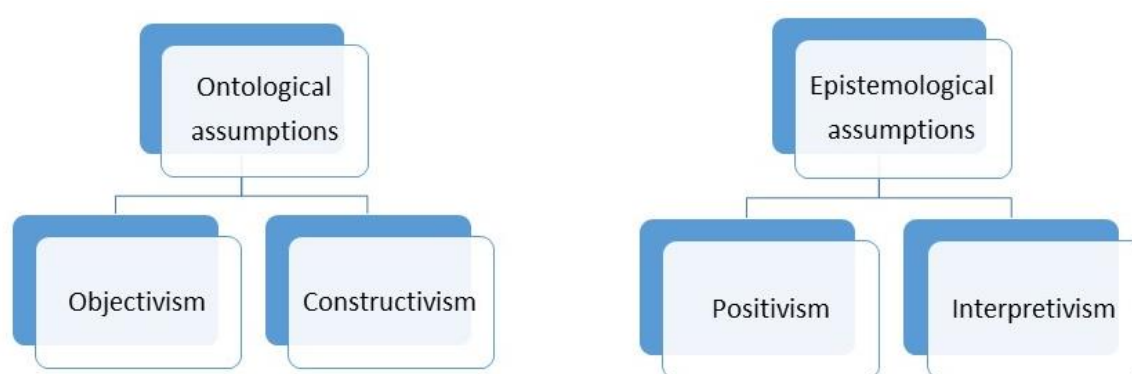 Ontological
assumptions
Objectivism
Constructivism
Epistemological
assumptions
Positivism
Interpretivism